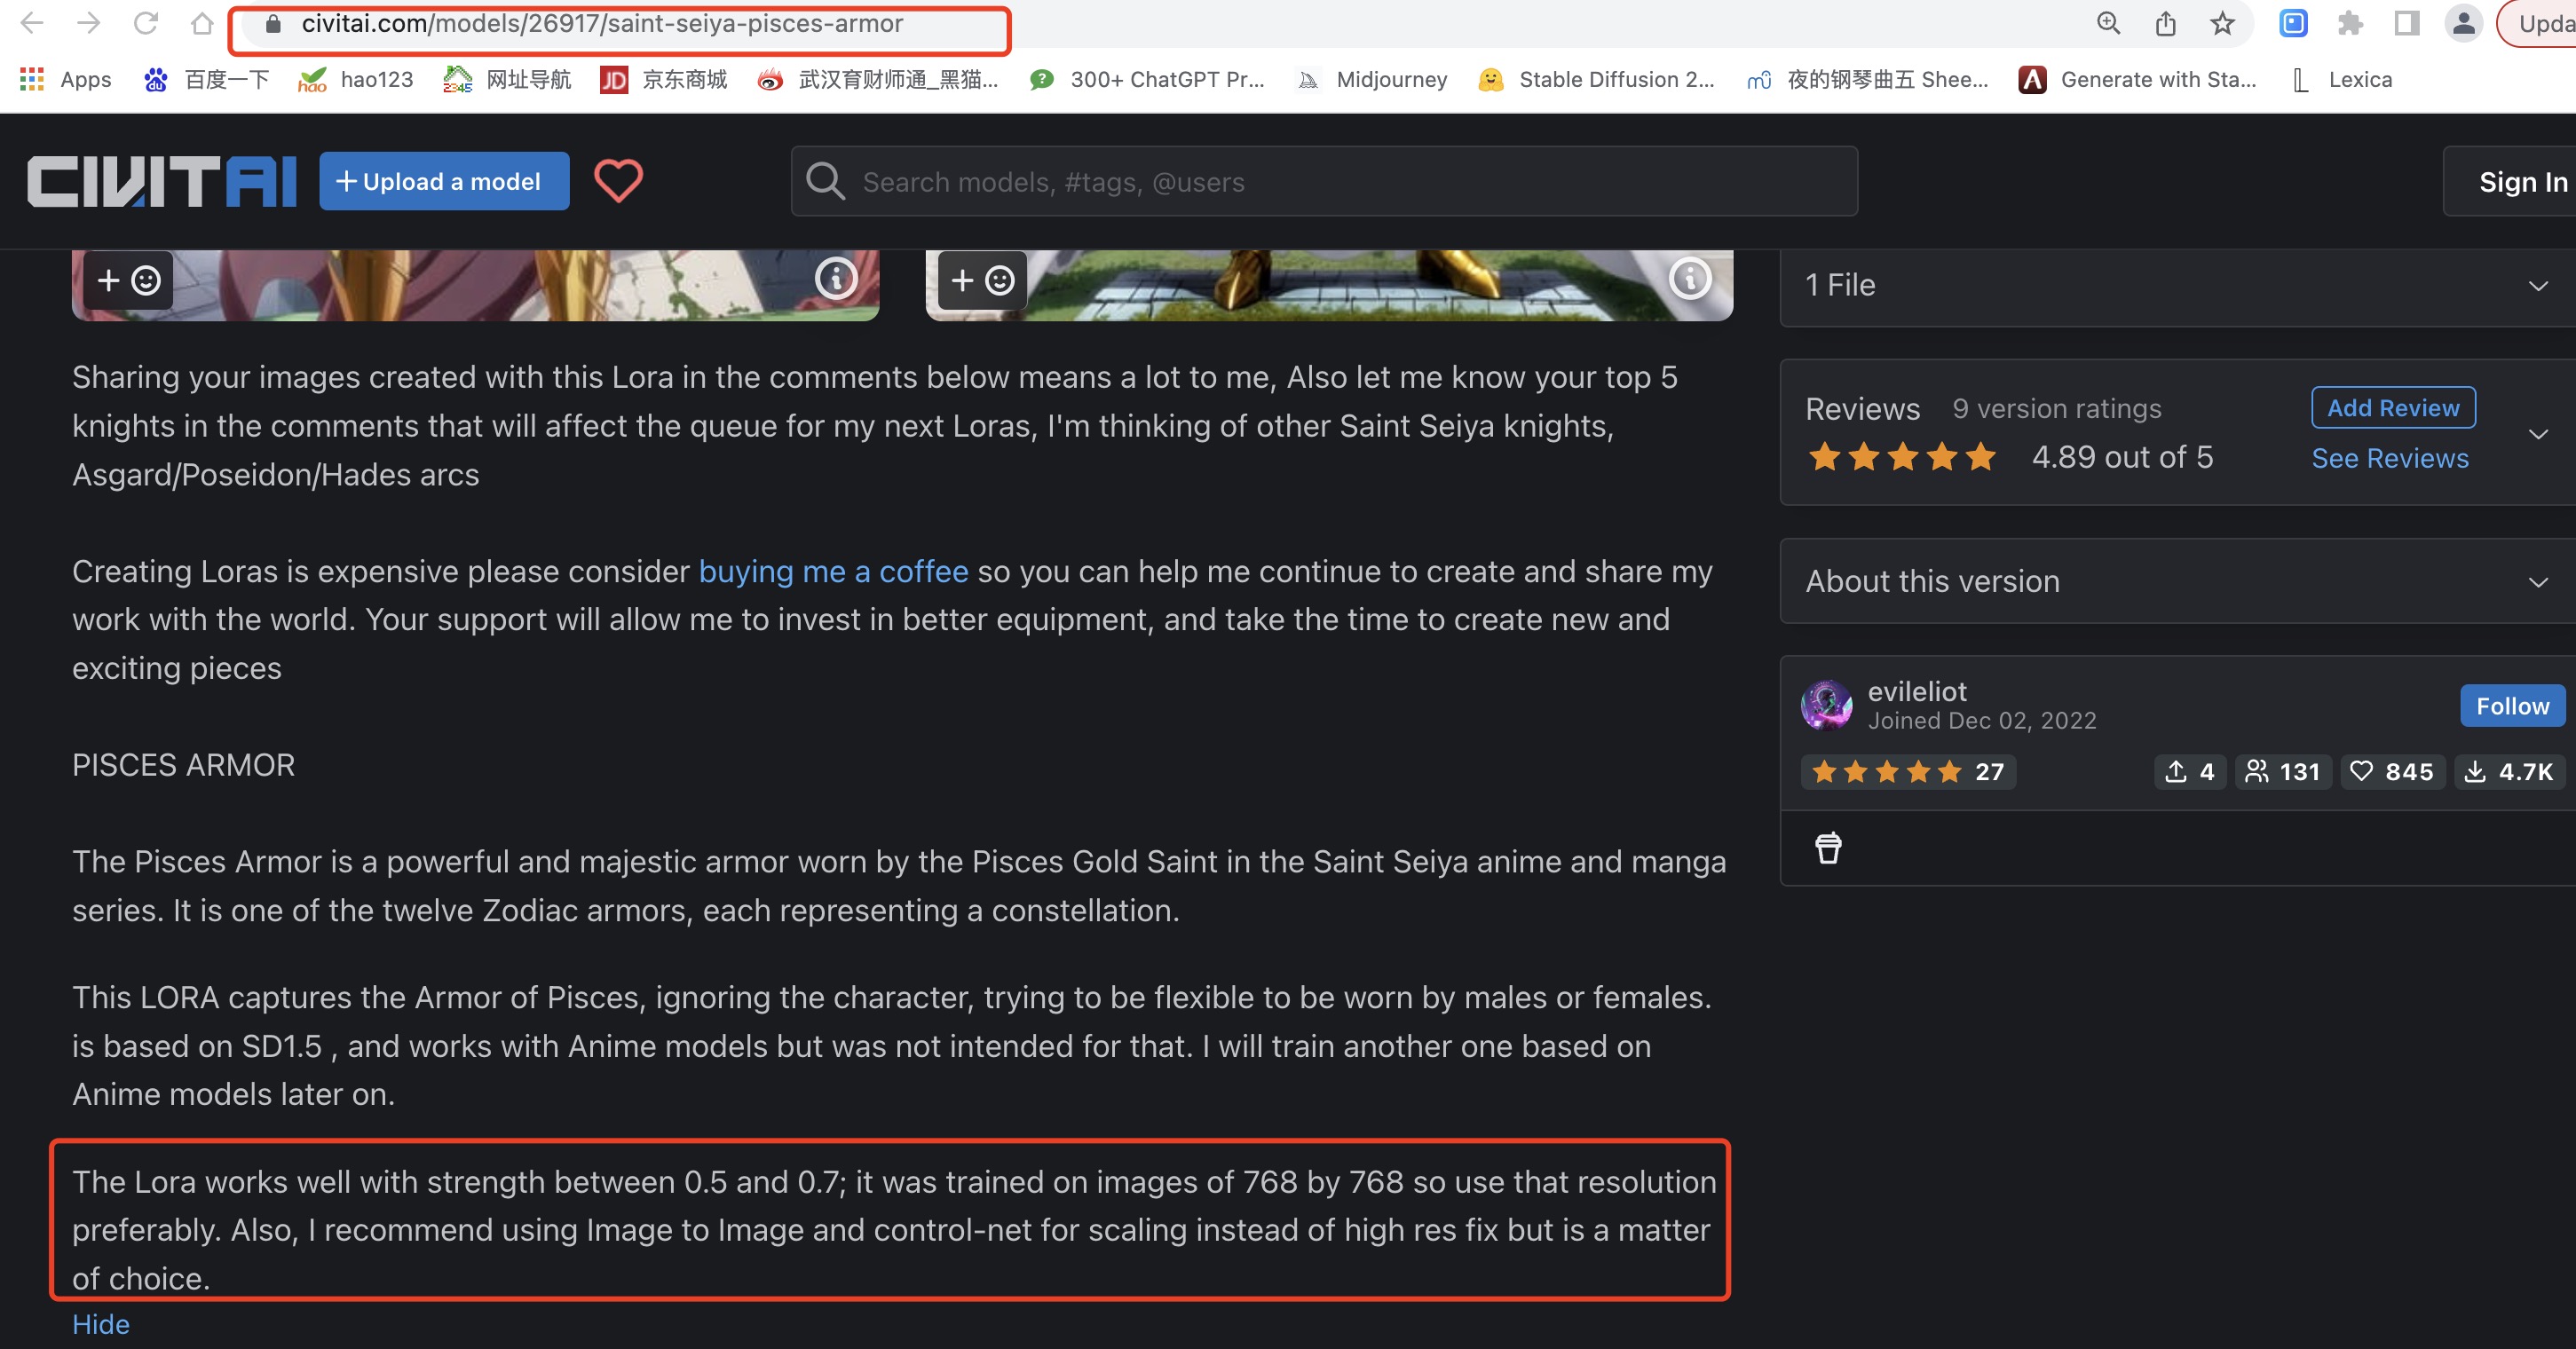 civitai.com/models/26917/saint-seiya-pisces-armor
Upda
Apps 百度一下 hao123 网址导航 京东商城 武汉育财师通_黑猫... 300+ ChatGPT Pr... Midjourney Stable Diffusion 2... 夜的钢琴曲五 Shee... Generate with Sta... Lexica
CIVITAI + Upload a model Search models, #tags, @users Sign In
1 File
Sharing your images created with this Lora in the comments below means a lot to me, Also let me know your top 5
knights in the comments that will affect the queue for my next Loras, I'm thinking of other Saint Seiya knights,
Asgard/Poseidon/Hades arcs
Creating Loras is expensive please consider buying me a coffee so you can help me continue to create and share my
work with the world. Your support will allow me to invest in better equipment, and take the time to create new and
exciting pieces
PISCES ARMOR
The Pisces Armor is a powerful and majestic armor worn by the Pisces Gold Saint in the Saint Seiya anime and manga
series. It is one of the twelve Zodiac armors, each representing a constellation.
This LORA captures the Armor of Pisces, ignoring the character, trying to be flexible to be worn by males or females.
is based on SD1.5 , and works with Anime models but was not intended for that. I will train another one based on
Anime models later on.
The Lora works well with strength between 0.5 and 0.7; it was trained on images of 768 by 768 so use that resolution
preferably. Also, I recommend using Image to Image and control-net for scaling instead of high res fix but is a matter
of choice.
Hide
Reviews 9 version ratings Add Review
4.89 out of 5 See Reviews
About this version
evileliot
Joined Dec 02, 2022
Follow
27 4 131 845 4.7K